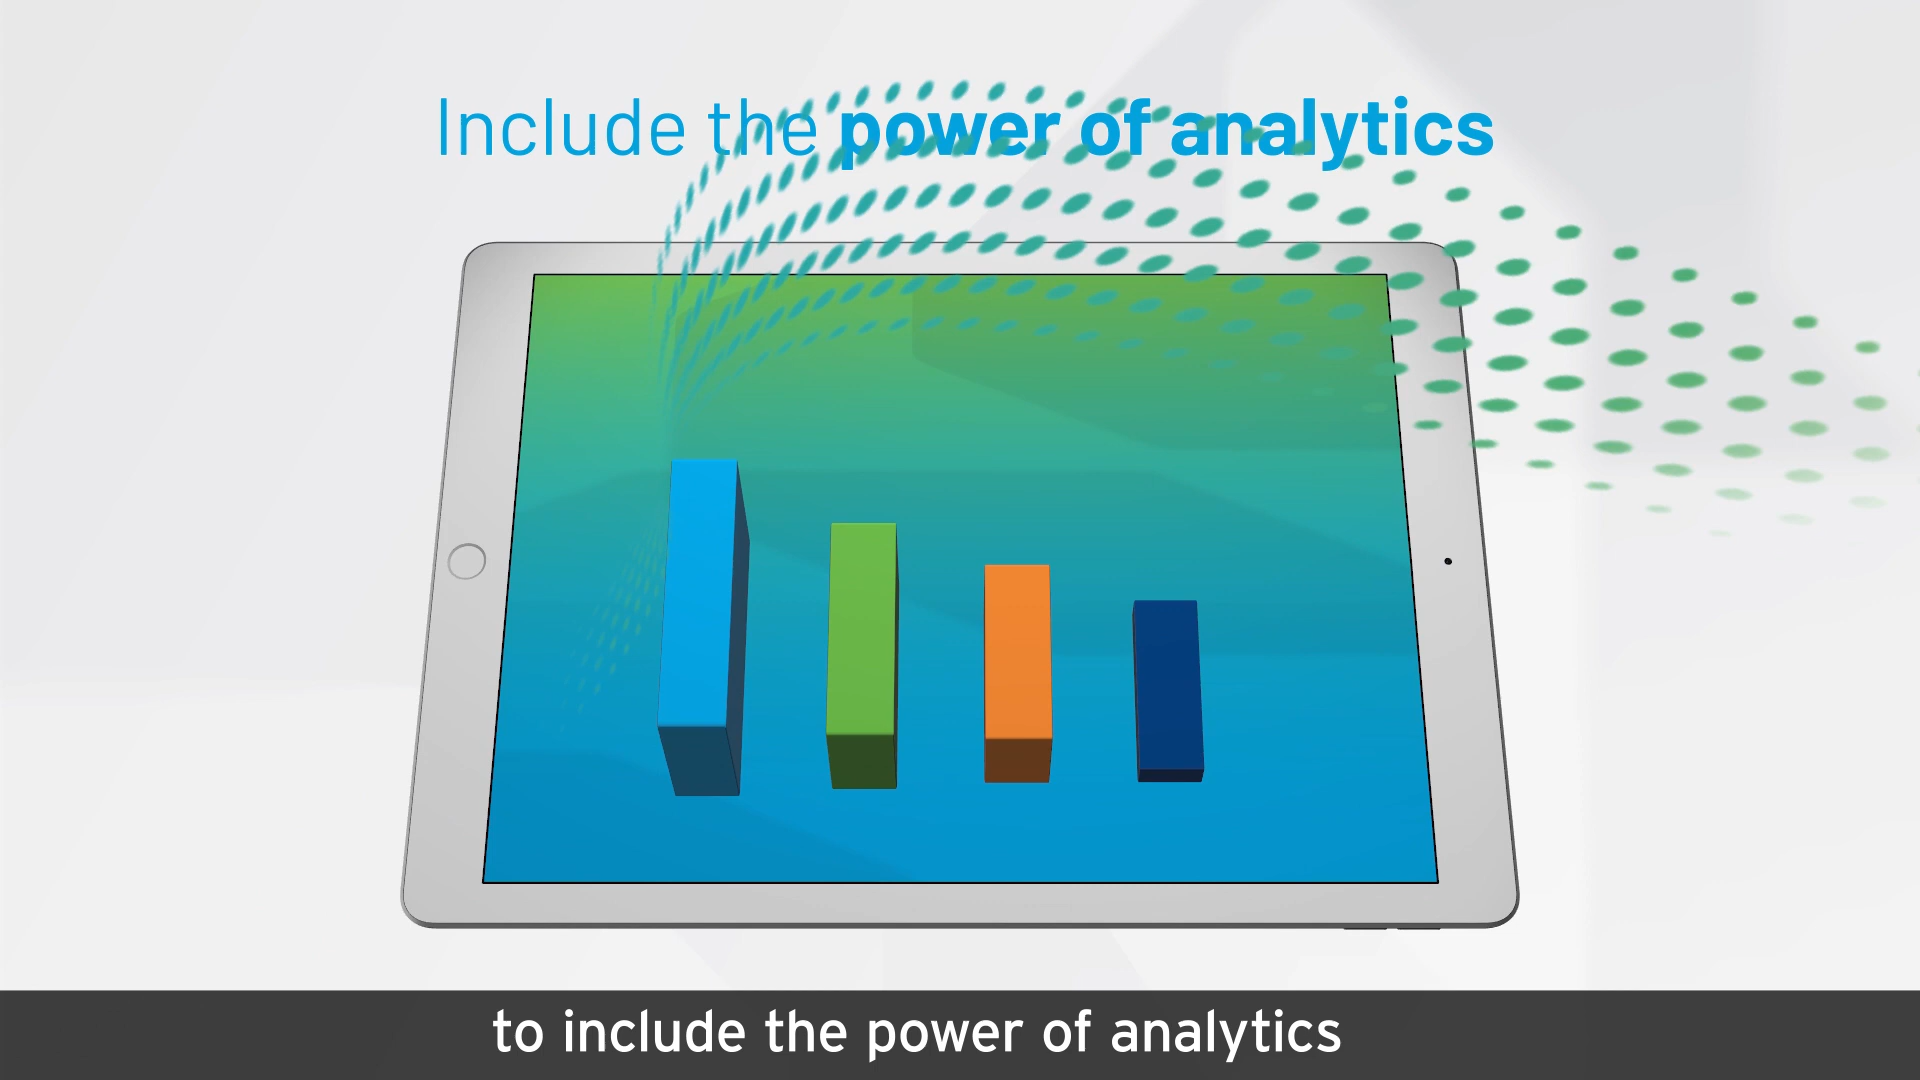 Include the power of analytics
to include the power of analytics